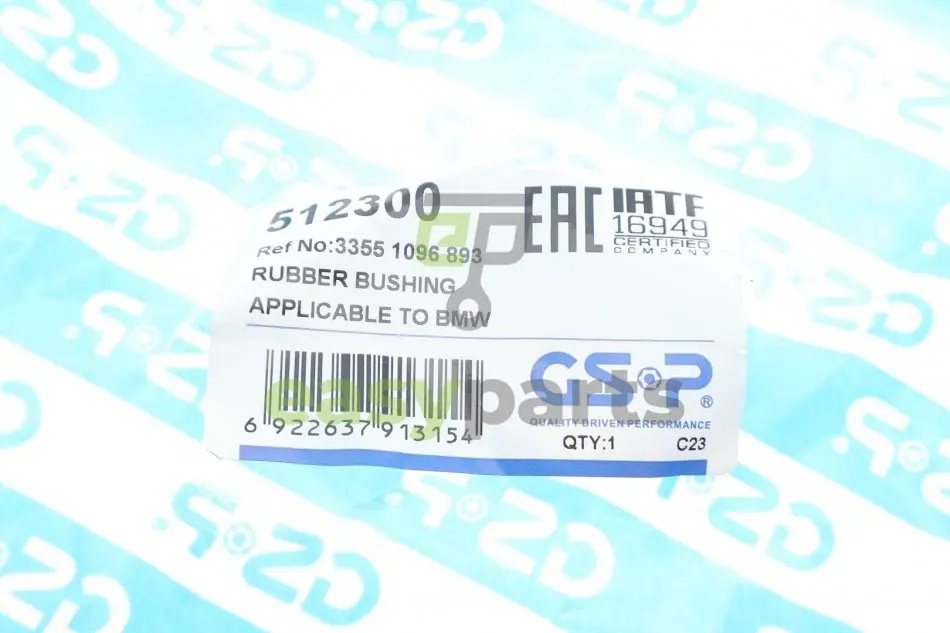 512300
Ref No:3355 1096 893
RUBBER BUSHING
APPLICABLE TO BMW
EAC
IATF
16949
CERTIFIED
COMPANY
ep
easyparts
6 922637 913154
GSP®
QUALITY DRIVEN PERFORMANCE
QTY:1
C23